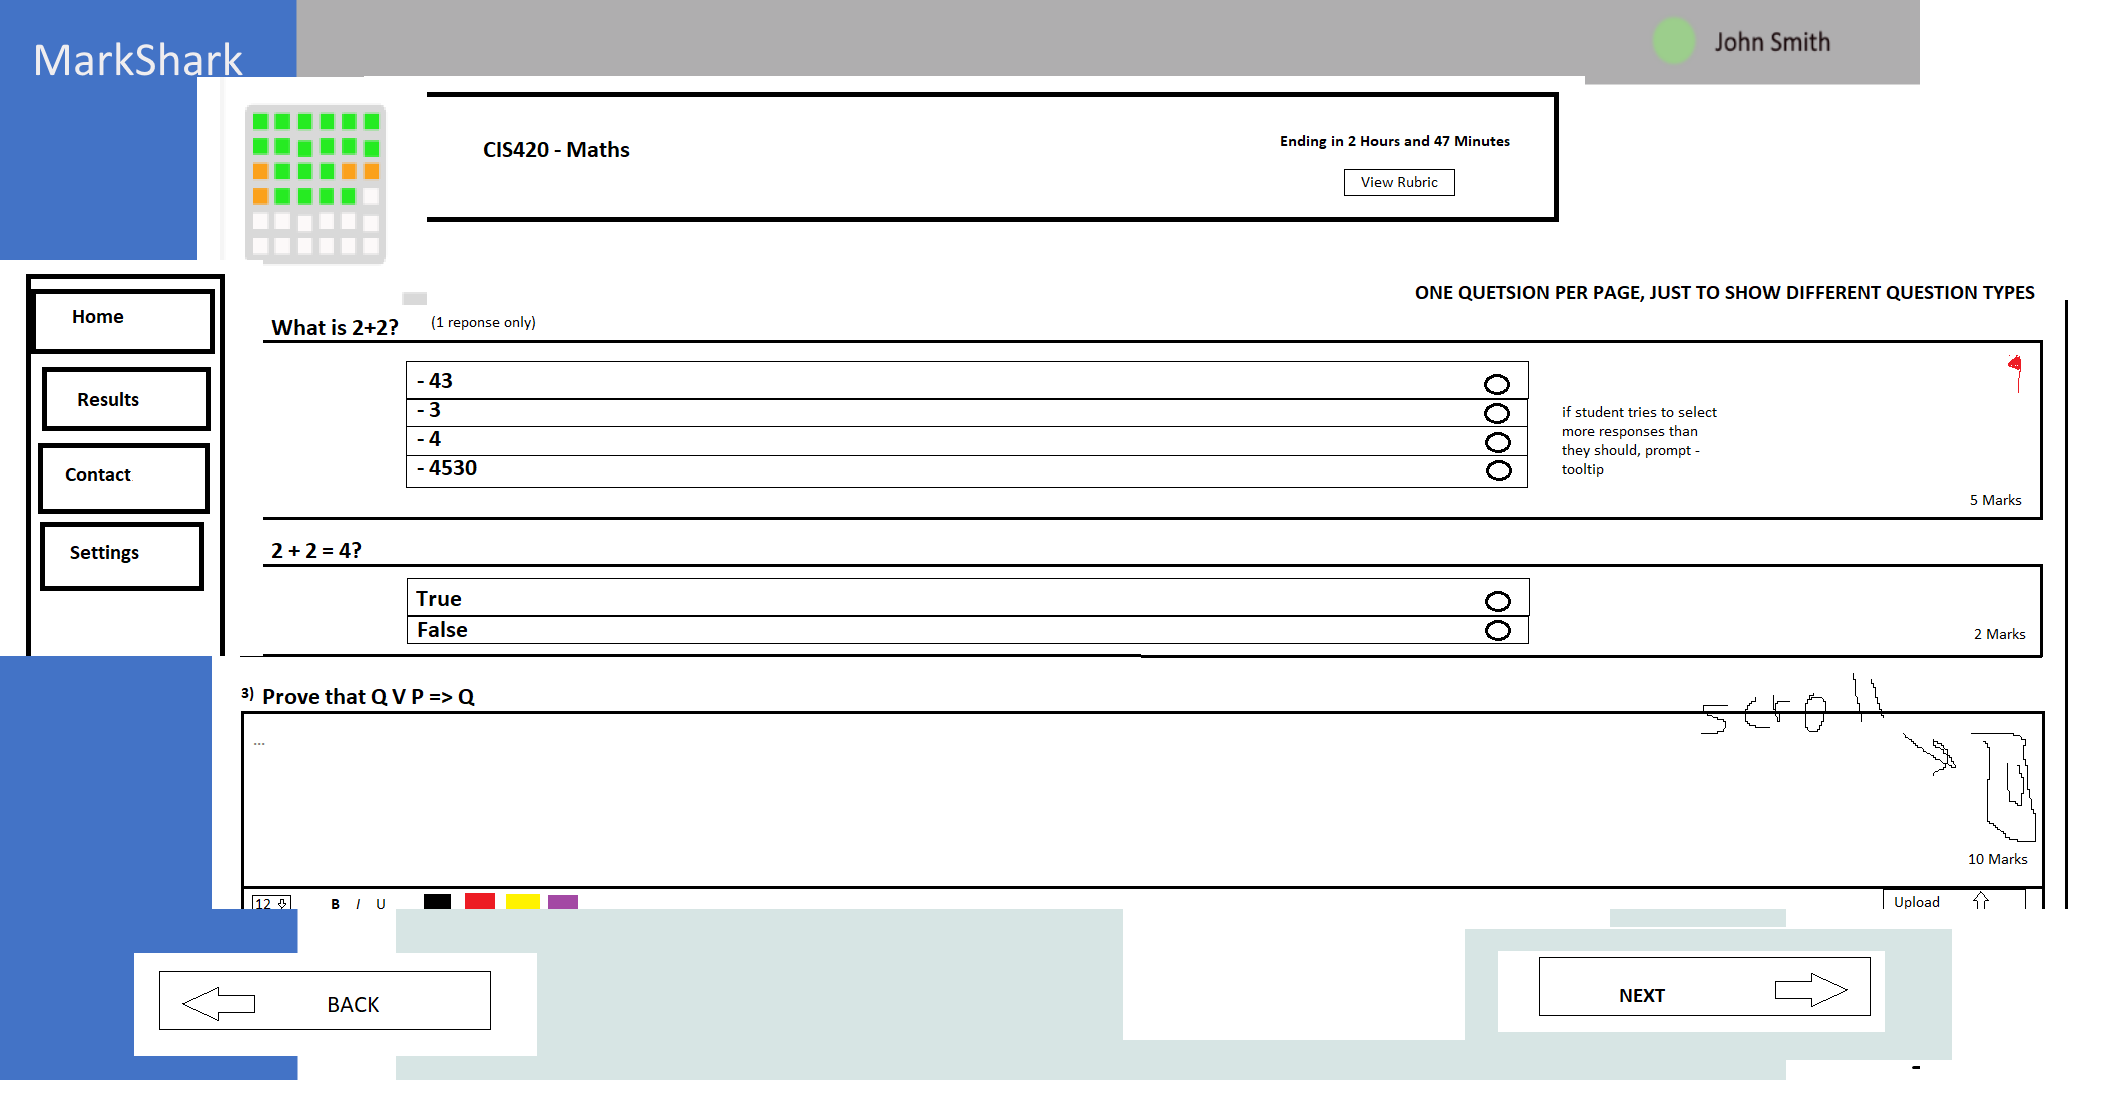 MarkShark
John Smith
CIS420 - Maths
Ending in 2 Hours and 47 Minutes
View Rubric
Home
Results
Contact
Settings
ONE QUETSION PER PAGE, JUST TO SHOW DIFFERENT QUESTION TYPES
What is 2+2? (1 reponse only)
- 43
- 3
- 4
- 4530
if student tries to select
more responses than
they should, prompt -
tooltip
5 Marks
2 + 2 = 4?
True
False
2 Marks
3) Prove that Q V P => Q
scroll
...
10 Marks
12 B I U
Upload
BACK
NEXT